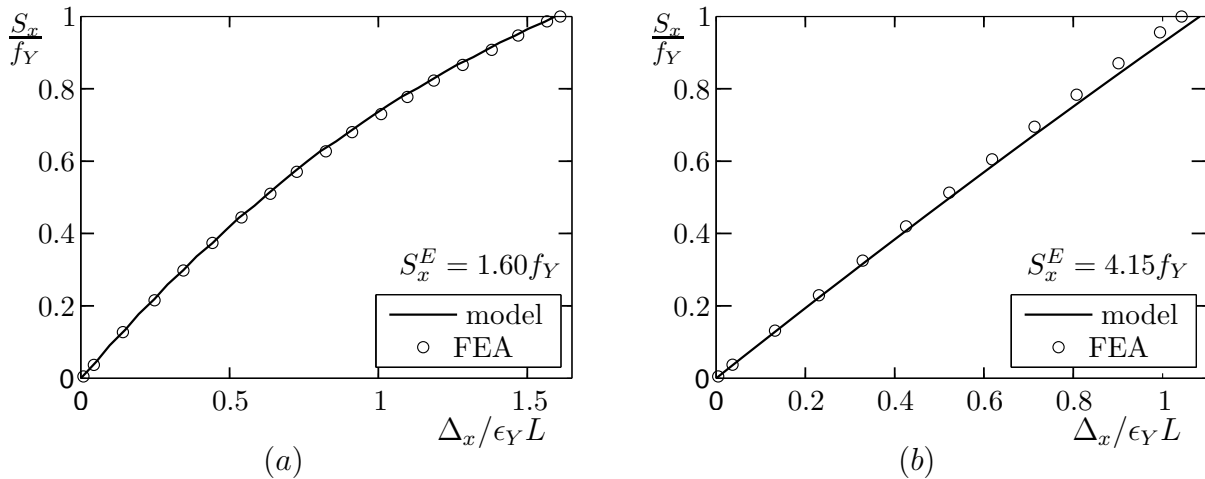 S_x/f_Y
1
0.8
0.6
0.4
0.2
0
0 0.5 1 1.5
Δ_x/ϵ_Y L
S_x^E = 1.60f_Y
model
FEA
(a)
S_x/f_Y
1
0.8
0.6
0.4
0.2
0
0 0.2 0.4 0.6 0.8 1
Δ_x/ϵ_Y L
S_x^E = 4.15f_Y
model
FEA
(b)